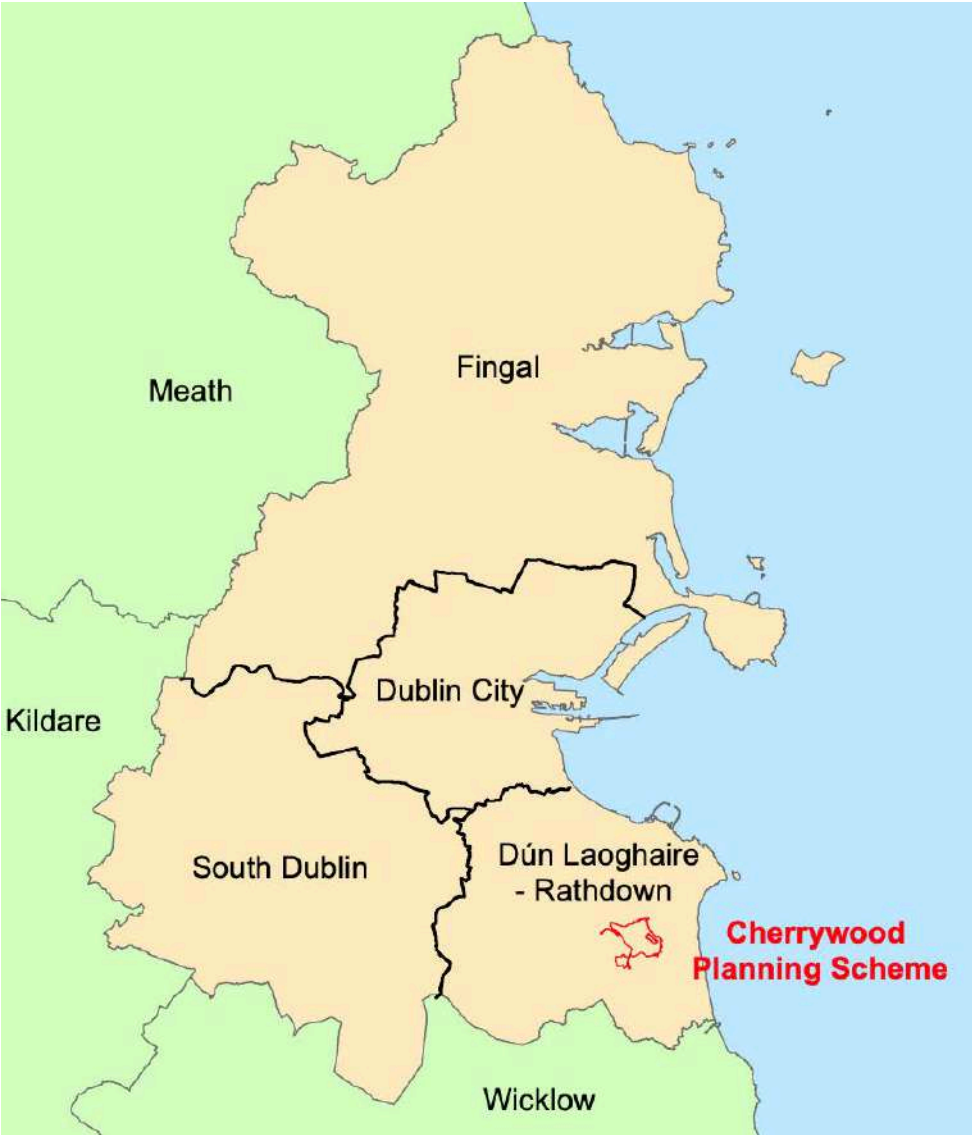 Fingal
Meath
Dublin City
Kildare
South Dublin
Dún Laoghaire
- Rathdown
Cherrywood
Planning Scheme
Wicklow